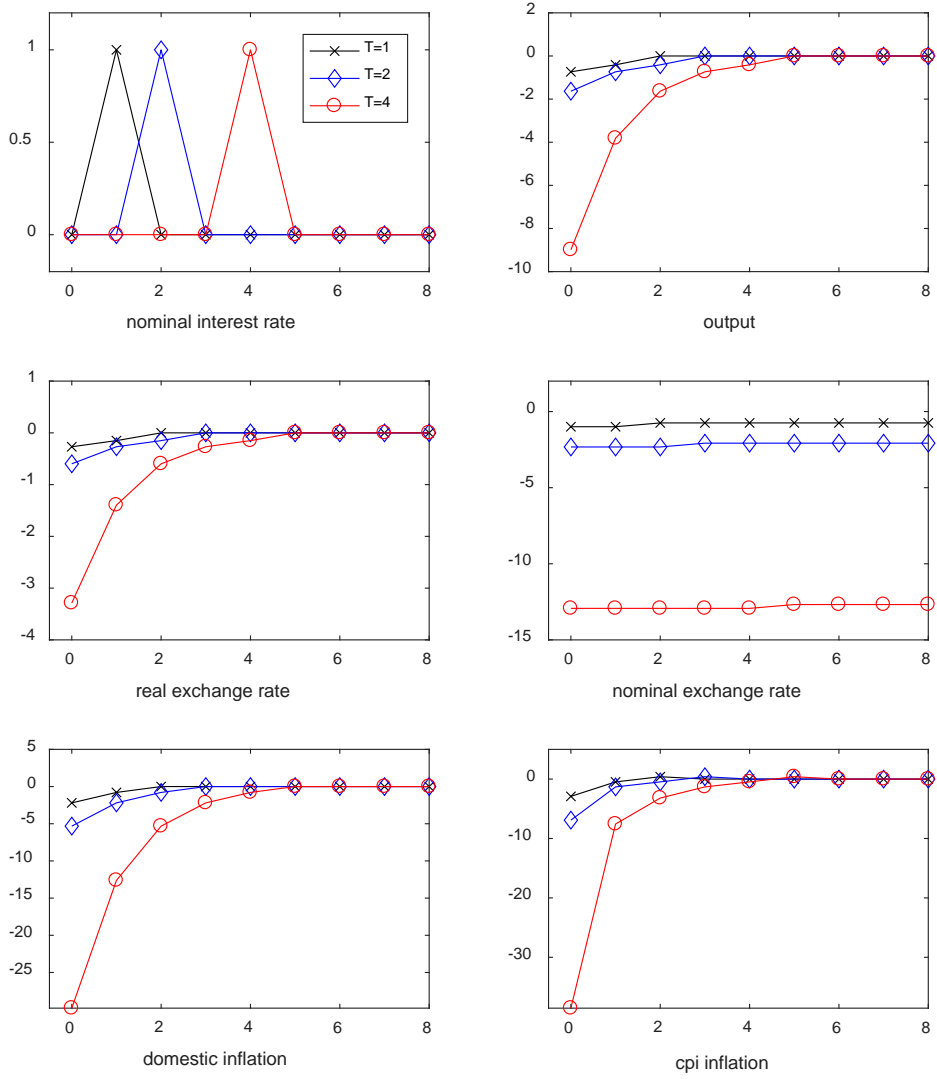 1
0.5
0
T=1
T=2
T=4
0 2 4 6 8
nominal interest rate
2
0
-2
-4
-6
-8
-10
0 2 4 6 8
output
1
0
-1
-2
-3
-4
0 2 4 6 8
real exchange rate
0
-5
-10
-15
0 2 4 6 8
nominal exchange rate
5
0
-5
-10
-15
-20
-25
0 2 4 6 8
domestic inflation
0
-10
-20
-30
0 2 4 6 8
cpi inflation